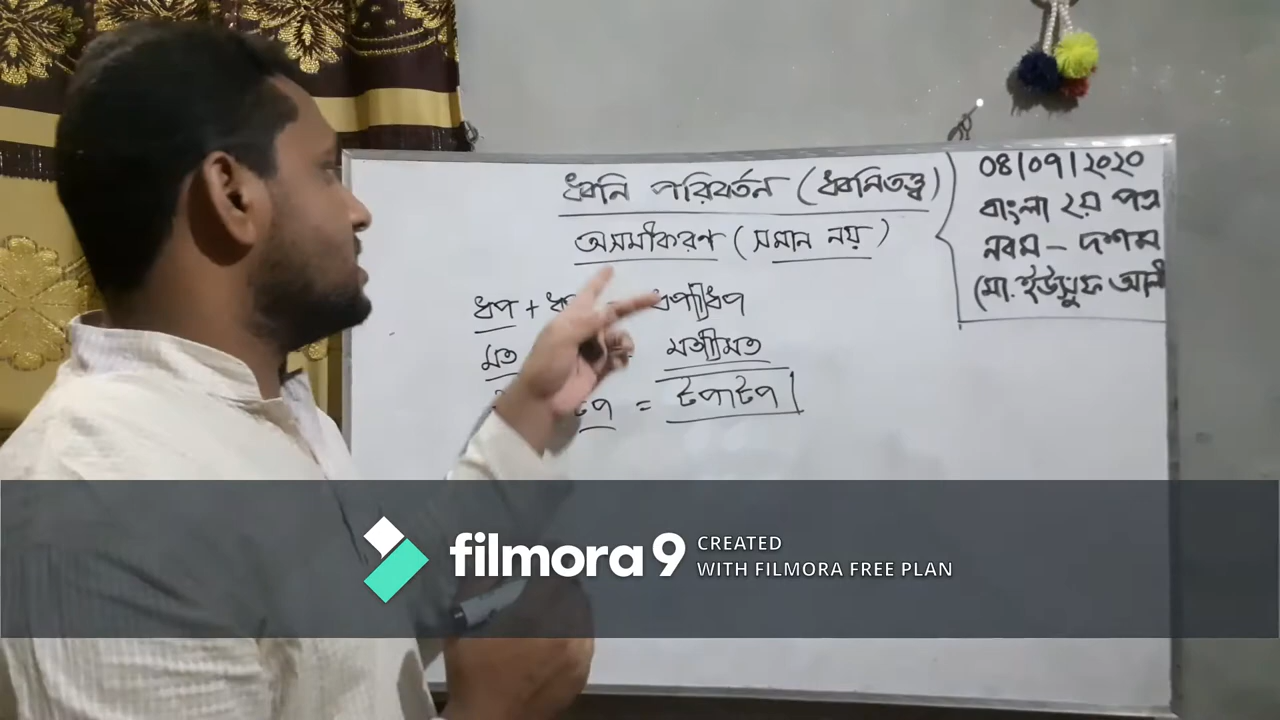 ধ্বনি পরিবর্তন (ধ্বনিতত্ত্ব)
অসমীকরণ (সমান নয়)
ধপ + ধপাধপ
মত মতামত
টপ = টপাটপ
০৪/০৭/২০২০
বাংলা ২য় পত্র
নবম - দশম
মো. ইউসুফ আলী
filmora 9
CREATED
WITH FILMORA FREE PLAN